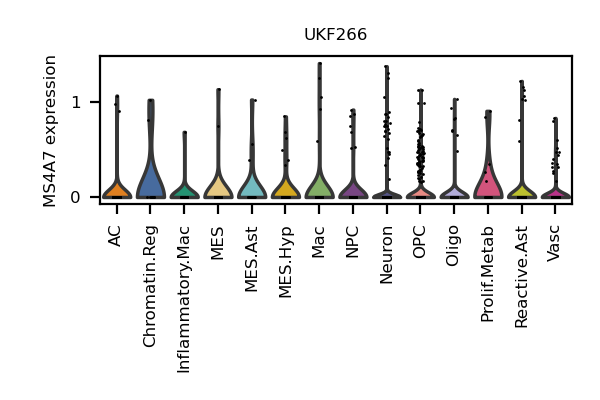 UKF266
MS4A7 expression
1
0
AC
Chromatin.Reg
Inflammatory.Mac
MES
MES.Ast
MES.Hyp
Mac
NPC
Neuron
OPC
Oligo
Prolif.Metab
Reactive.Ast
Vasc